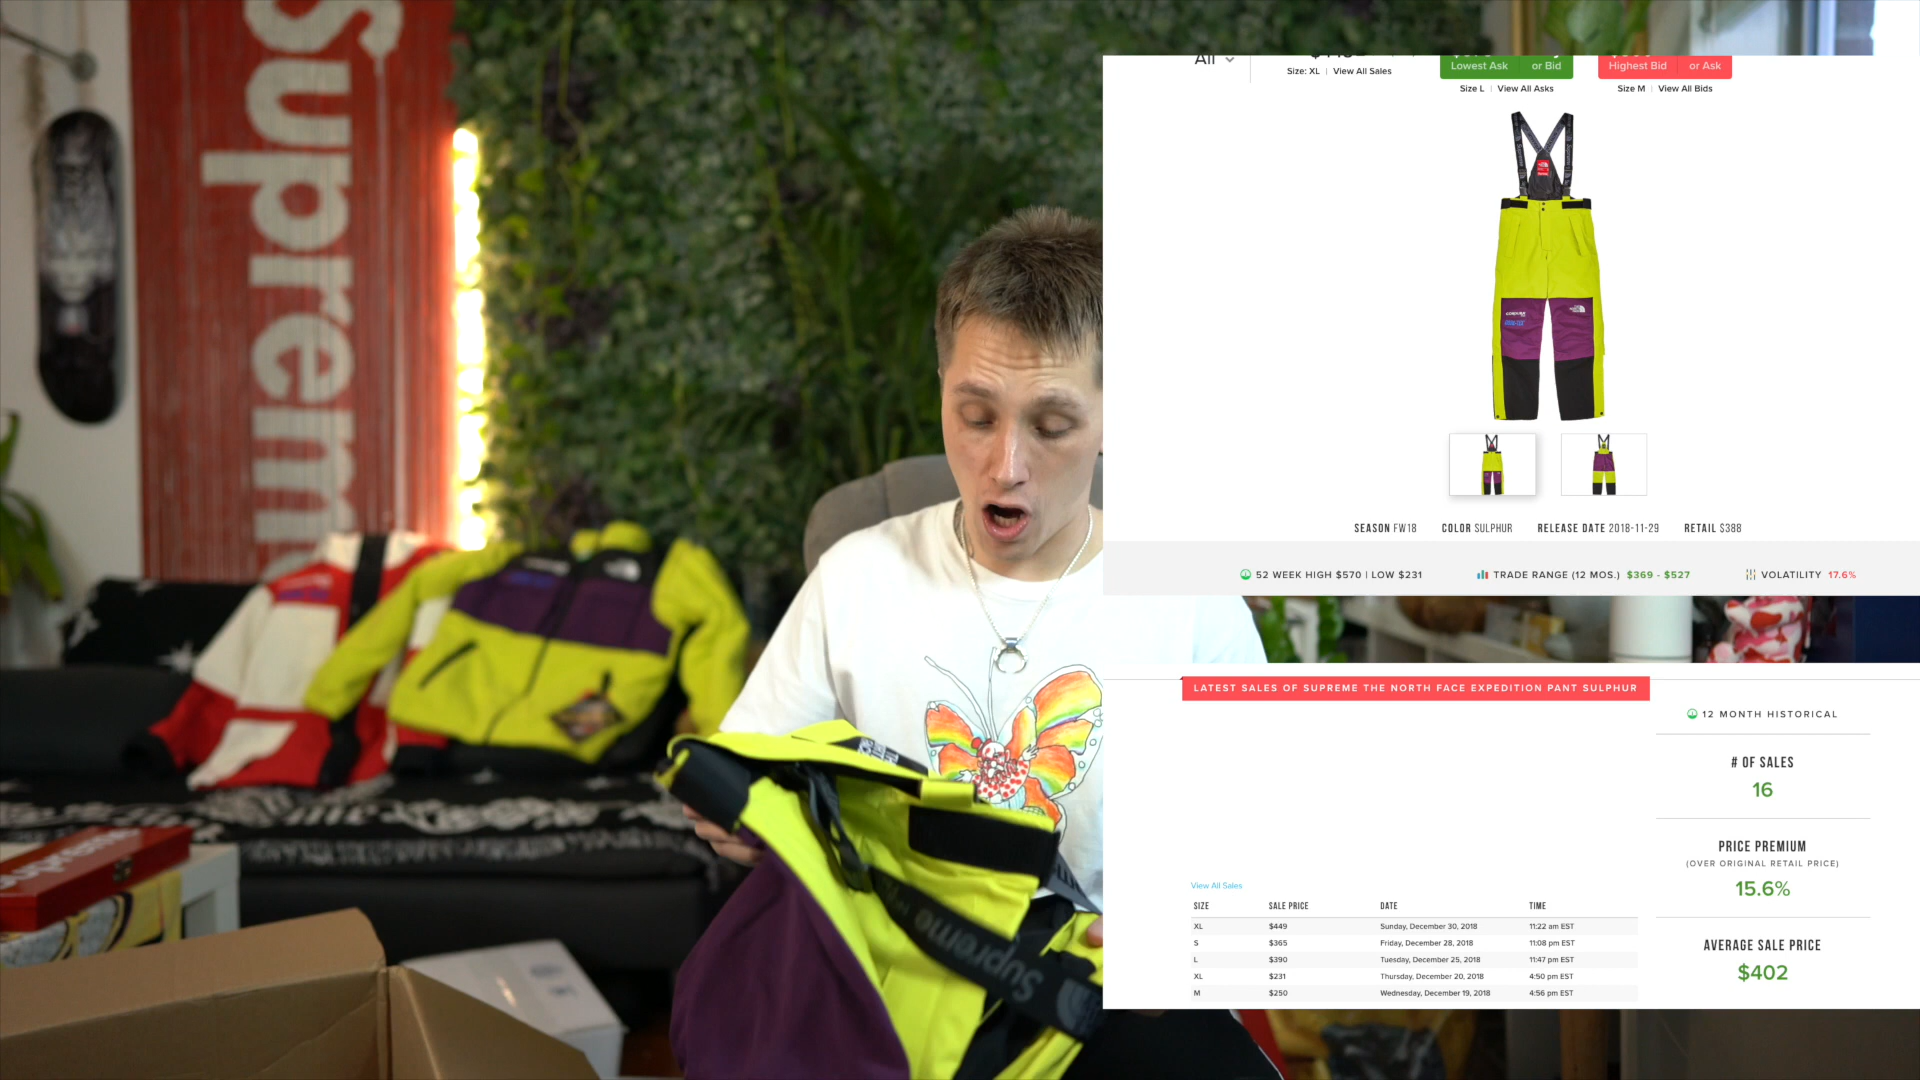 Supreme
All
Size: XL | View All Sales
Lowest Ask or Bid
Highest Bid or Ask
Size L | View All Asks
Size M | View All Bids
SEASON FW18 COLOR SULPHUR RELEASE DATE 2018-11-29 RETAIL $388
52 WEEK HIGH $570 | LOW $231
TRADE RANGE (12 MOS.) $369 - $527
VOLATILITY 17.6%
LATEST SALES OF SUPREME THE NORTH FACE EXPEDITION PANT SULPHUR
12 MONTH HISTORICAL
# OF SALES
16
PRICE PREMIUM
(OVER ORIGINAL RETAIL PRICE)
15.6%
AVERAGE SALE PRICE
$402
View All Sales
SIZE SALE PRICE DATE TIME
XL $449 Sunday, December 30, 2018 11:22 am EST
S $365 Friday, December 28, 2018 11:08 pm EST
L $390 Tuesday, December 25, 2018 11:47 pm EST
XL $231 Thursday, December 20, 2018 4:50 pm EST
M $250 Wednesday, December 19, 2018 4:56 pm EST
Supreme